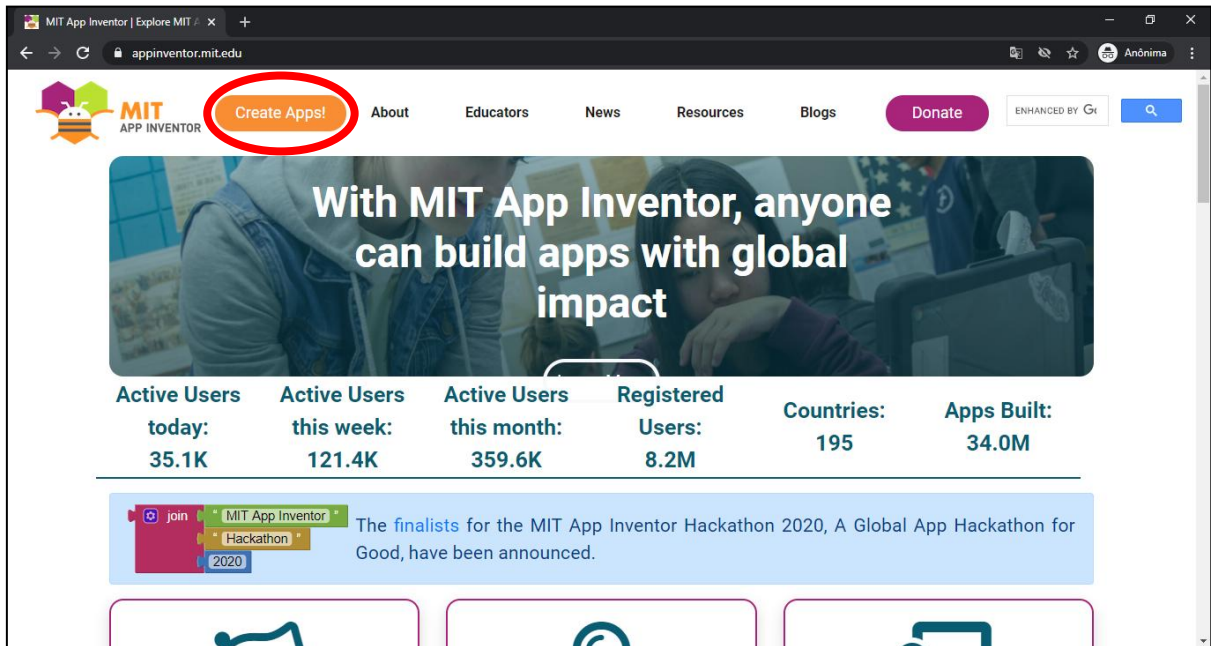 MIT App Inventor | Explore MIT A
appinventor.mit.edu
Anônima
MIT
APP INVENTOR
Create Apps!
About
Educators
News
Resources
Blogs
Donate
ENHANCED BY
With MIT App Inventor, anyone
can build apps with global
impact
Active Users
today:
35.1K
Active Users
this week:
121.4K
Active Users
this month:
359.6K
Registered
Users:
8.2M
Countries:
195
Apps Built:
34.0M
join
" MIT App Inventor "
" Hackathon "
2020
The finalists for the MIT App Inventor Hackathon 2020, A Global App Hackathon for
Good, have been announced.